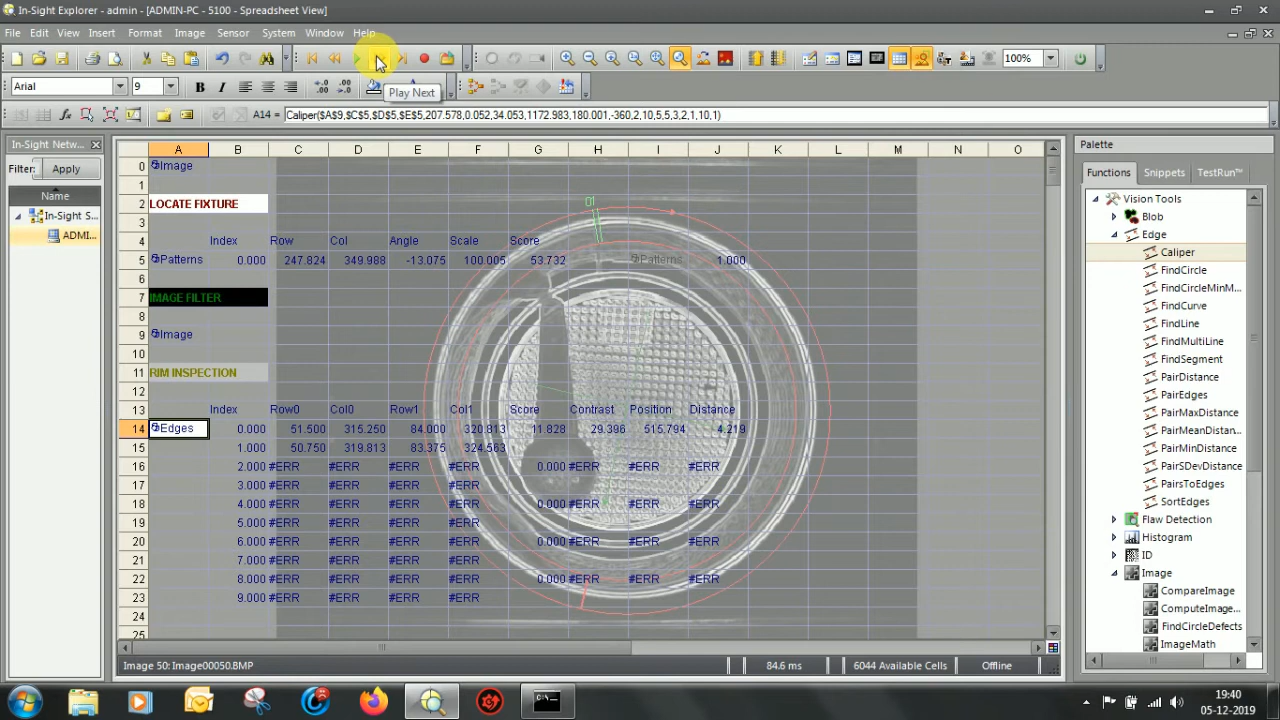 In-Sight Explorer - admin - [ADMIN-PC - 5100 - Spreadsheet View]
File Edit View Insert Format Image Sensor System Window Help
100%
Arial 9 B I U
Play Next
A14 = Caliper($A$9,$C$5,$D$5,$E$5,207.578,0.052,34.053,1172.983,180.001,-360,2,10,5,5,3,2,1,10,1)
In-Sight Netw...
Filter: Apply
Name
In-Sight S...
ADMI...
A B C D E F G H I J K L M N O
0 Image
1
2 LOCATE FIXTURE
3
4 Index Row Col Angle Scale Score
5 Patterns 0.000 247.824 349.988 -13.075 100.005 53.732 Patterns 1.000
6
7 IMAGE FILTER
8
9 Image
10
11 RIM INSPECTION
12
13 Index Row0 Col0 Row1 Col1 Score Contrast Position Distance
14 Edges 0.000 51.500 315.250 84.000 320.813 11.828 29.396 515.794 4.219
15 1.000 50.750 319.813 83.375 324.563
16 2.000 #ERR #ERR #ERR #ERR 0.000 #ERR #ERR #ERR
17 3.000 #ERR #ERR #ERR #ERR
18 4.000 #ERR #ERR #ERR #ERR 0.000 #ERR #ERR #ERR
19 5.000 #ERR #ERR #ERR #ERR
20 6.000 #ERR #ERR #ERR #ERR 0.000 #ERR #ERR #ERR
21 7.000 #ERR #ERR #ERR #ERR
22 8.000 #ERR #ERR #ERR #ERR 0.000 #ERR #ERR #ERR
23 9.000 #ERR #ERR #ERR #ERR
24
25
Palette
Functions Snippets TestRun™
Vision Tools
Blob
Edge
Caliper
FindCircle
FindCircleMinM...
FindCurve
FindLine
FindMultiLine
FindSegment
PairDistance
PairEdges
PairMaxDistance
PairMeanDistan...
PairMinDistance
PairSDevDistance
PairsToEdges
SortEdges
Flaw Detection
Histogram
ID
Image
CompareImage
ComputeImage...
FindCircleDefects
ImageMath
Image 50: Image00050.BMP 84.6 ms 6044 Available Cells Offline
19:40
05-12-2019